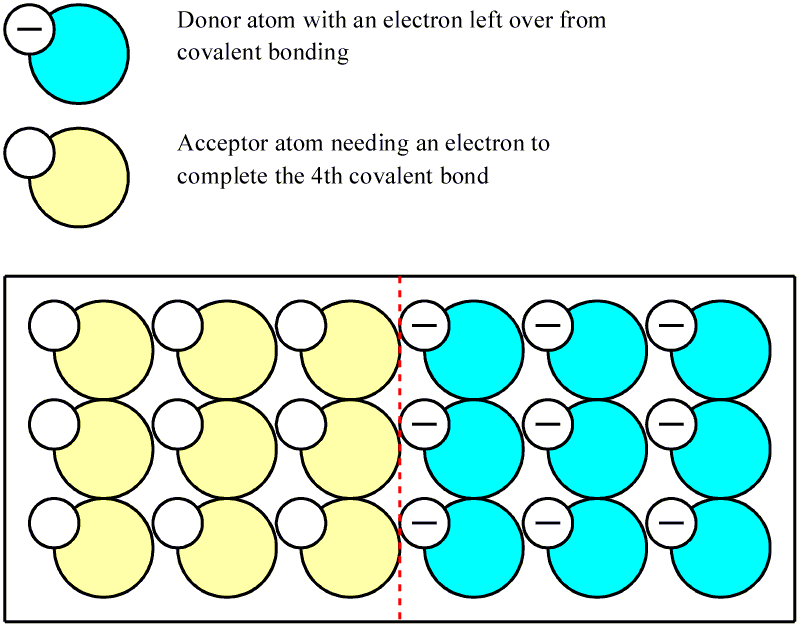 Donor atom with an electron left over from
covalent bonding
Acceptor atom needing an electron to
complete the 4th covalent bond